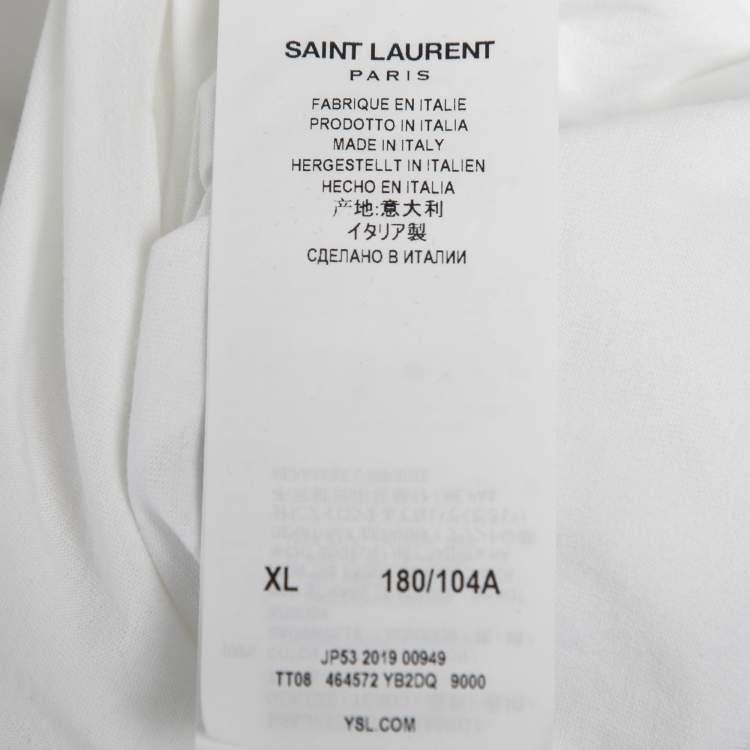 SAINT LAURENT
PARIS
FABRIQUE EN ITALIE
PRODOTTO IN ITALIA
MADE IN ITALY
HERGESTELLT IN ITALIEN
HECHO EN ITALIA
产地:意大利
イタリア製
СДЕЛАНО В ИТАЛИИ
XL 180/104A
JP53 2019 00949
TT08 464572 YB2DQ 9000
YSL.COM